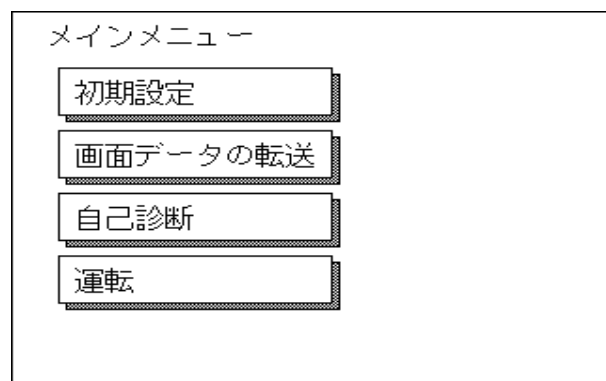 メインメニュー
初期設定
画面データの転送
自己診断
運転